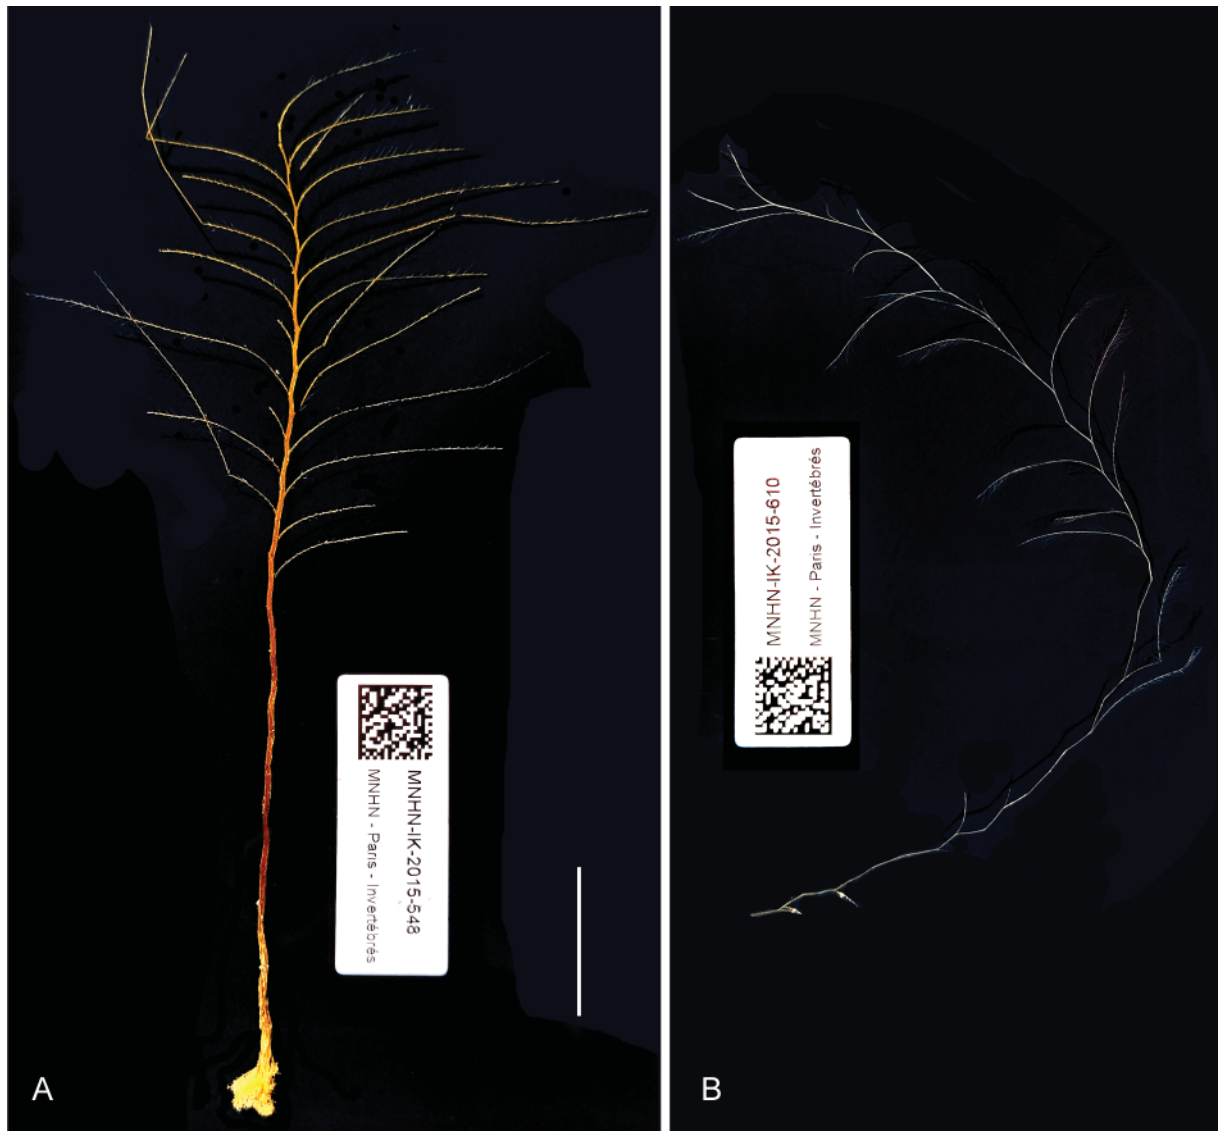 MNHN-IK-2015-548
MNHN - Paris - Invertébrés
A
MNHN-IK-2015-610
MNHN - Paris - Invertébrés
B